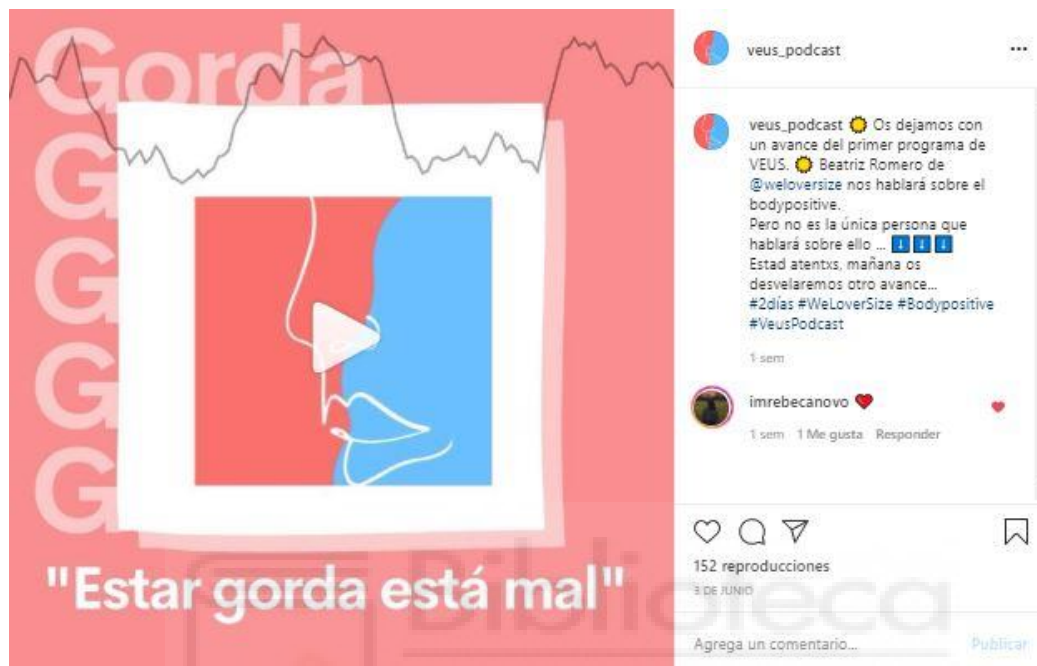 Gorda
G
G
G
G
"Estar gorda está mal"
veus_podcast
veus_podcast Os dejamos con
un avance del primer programa de
VEUS. Beatriz Romero de
@weloversize nos hablará sobre el
bodypositive.
Pero no es la única persona que
hablará sobre ello ...
Estad atentxs, mañana os
desvelaremos otro avance...
#2días #WeLoverSize #Bodypositive
#VeusPodcast
1 sem
imrebecanovo
1 sem 1 Me gusta Responder
152 reproducciones
3 DE JUNIO
Agrega un comentario... Publicar
Biblioteca